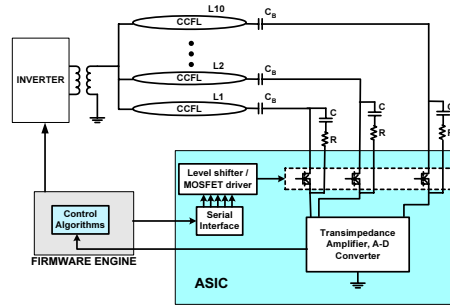 L10
CCFL
C_B
INVERTER
L2
CCFL
C_B
L1
CCFL
C_B
C
C
C
R
R
R
Level shifter /
MOSFET driver
Serial
Interface
Control
Algorithms
FIRMWARE ENGINE
Transimpedance
Amplifier, A-D
Converter
ASIC